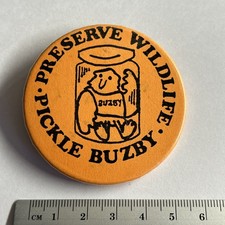 PRESERVE WILDLIFE ·
PICKLE BUZBY ·
BUZBY
CM 1 2 3 4 5 6